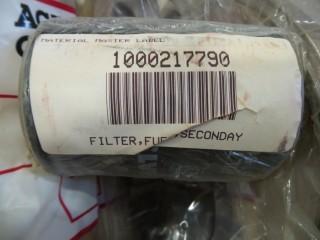 MATERIAL MASTER LABEL
1000217790
FILTER,FUE SECONDAY